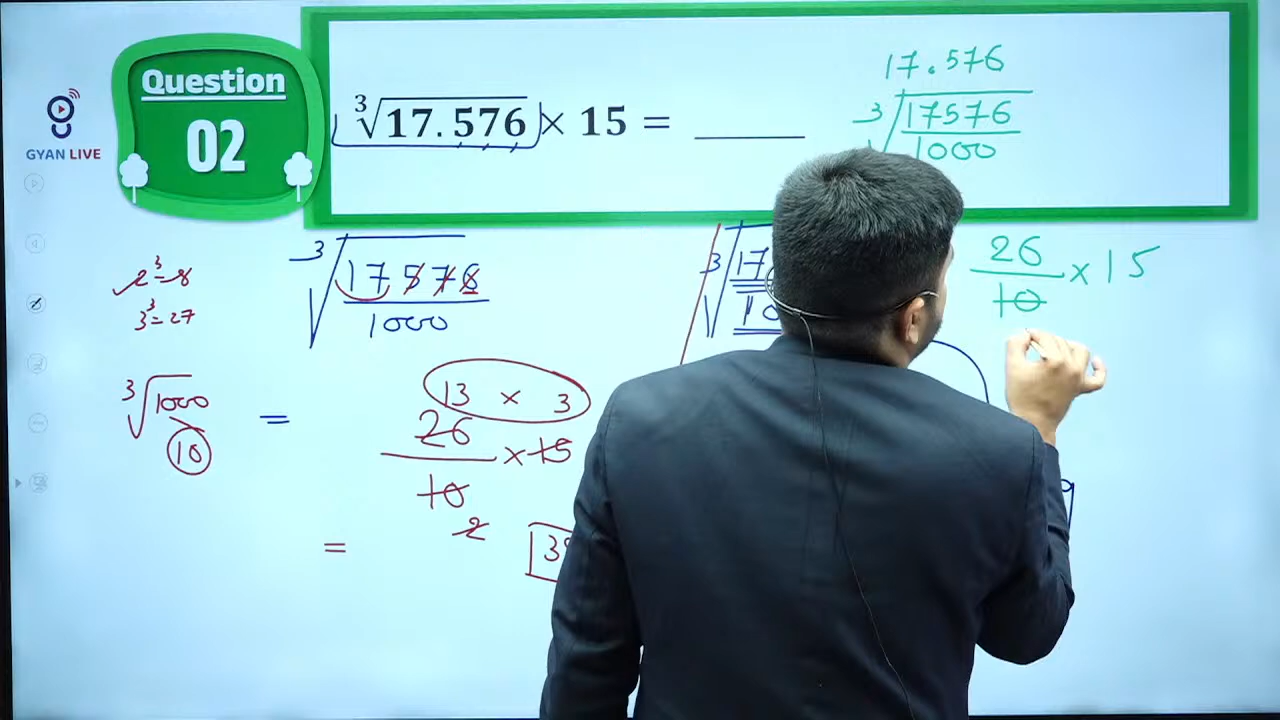 Question
02
GYAN LIVE
∛17.576 × 15 = ______
17.576
∛(17576/1000)
2³=8
3³=27
∛(17576/1000)
26/10 × 15
∛1000
10
=
13 × 3
26/10 × 15
2
=